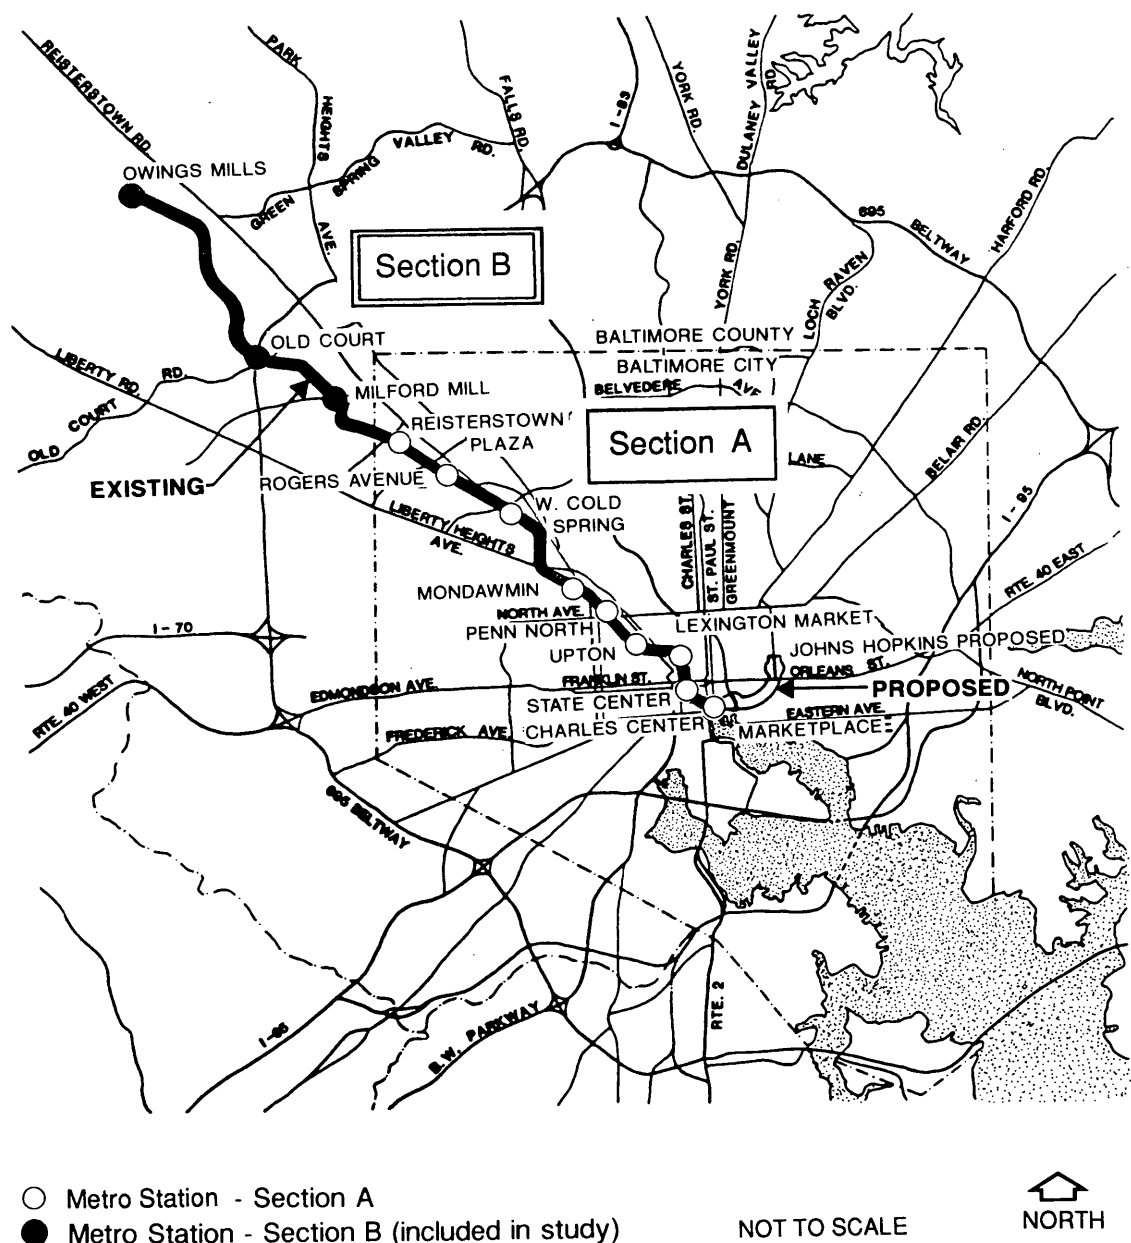 REISTERSTOWN RD.
PARK
HEIGHTS
AVE.
FALLS RD.
I-83
YORK RD.
DULANEY VALLEY
RD.
GREEN
SPRING
VALLEY
RD.
OWINGS MILLS
695
BELTWAY
HARFORD RD.
Section B
YORK RD.
LOCH RAVEN
BLVD.
BALTIMORE COUNTY
BALTIMORE CITY
BELVEDERE
AVE
OLD COURT
LIBERTY RD.
OLD COURT
RD.
MILFORD MILL
REISTERSTOWN
PLAZA
Section A
BELAIR RD.
LANE
EXISTING
ROGERS AVENUE
W. COLD
SPRING
I-95
LIBERTY HEIGHTS
AVE.
CHARLES ST.
ST. PAUL ST.
GREENMOUNT
RTE. 40 EAST
MONDAWMIN
NORTH AVE.
PENN NORTH
LEXINGTON MARKET
I-70
UPTON
JOHNS HOPKINS PROPOSED
ORLEANS ST.
RTE. 40 WEST
EDMONDSON AVE.
FRANKLIN ST.
PROPOSED
NORTH POINT
BLVD.
STATE CENTER
EASTERN AVE.
FREDERICK AVE.
CHARLES CENTER
MARKETPLACE
695 BELTWAY
I-95
B.W. PARKWAY
RTE. 2
Metro Station - Section A
Metro Station - Section B (included in study)
NOT TO SCALE
NORTH